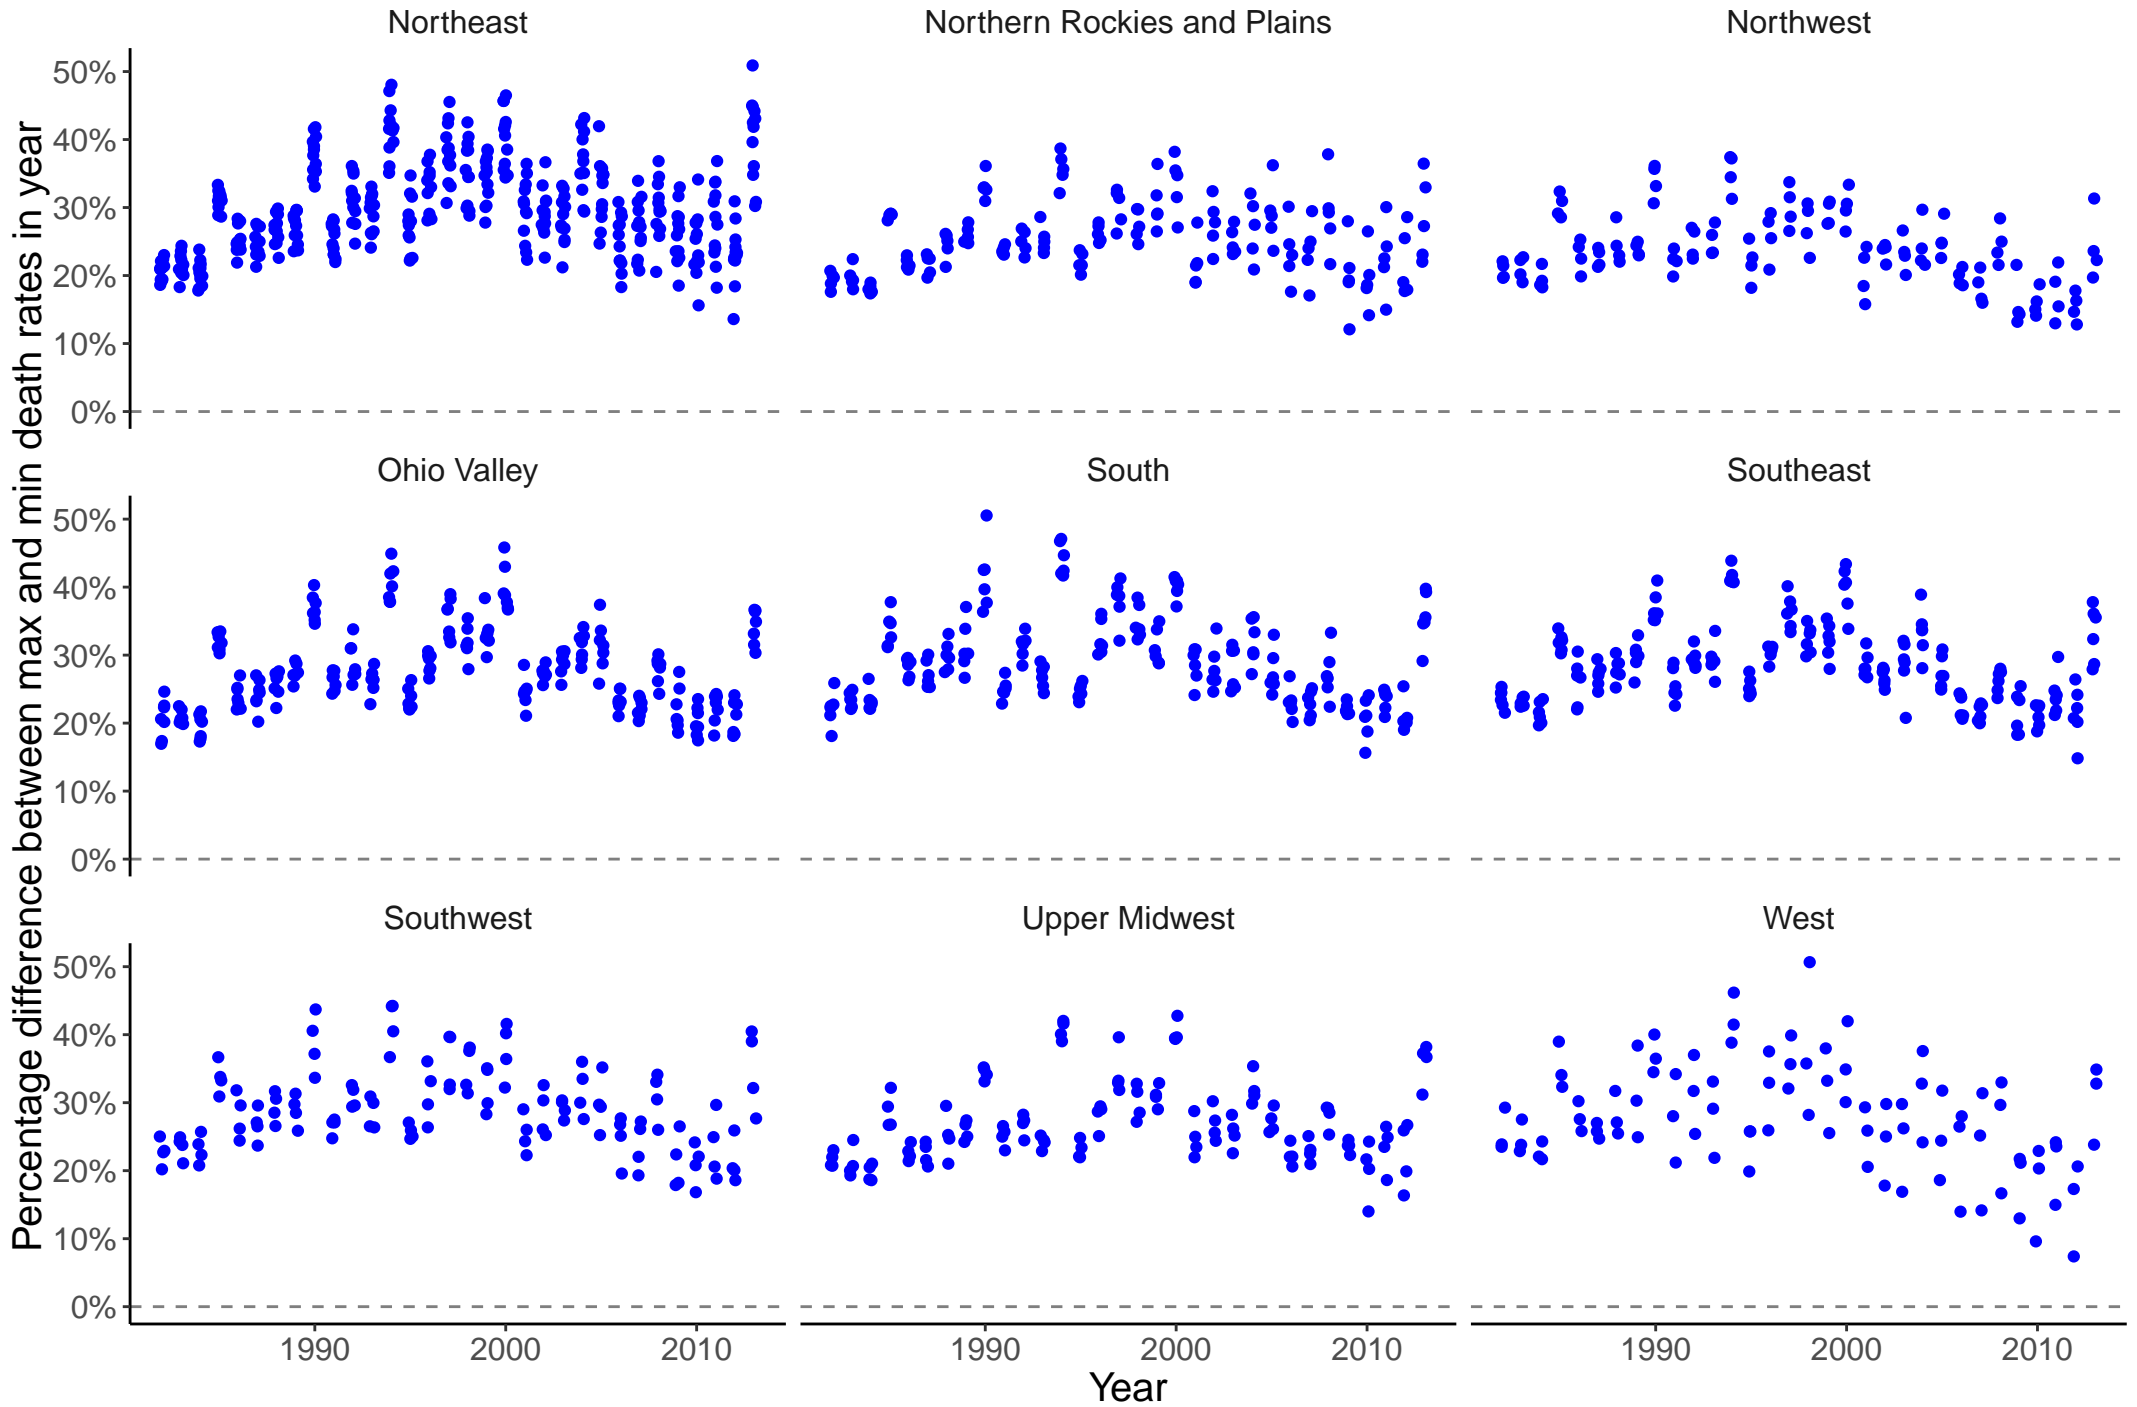 Northeast
Northern Rockies and Plains
Northwest
50%
40%
30%
20%
10%
0%
Ohio Valley
South
Southeast
50%
40%
30%
20%
10%
0%
Southwest
Upper Midwest
West
50%
40%
30%
20%
10%
0%
1990 2000 2010
1990 2000 2010
1990 2000 2010
Year
Percentage difference between max and min death rates in year